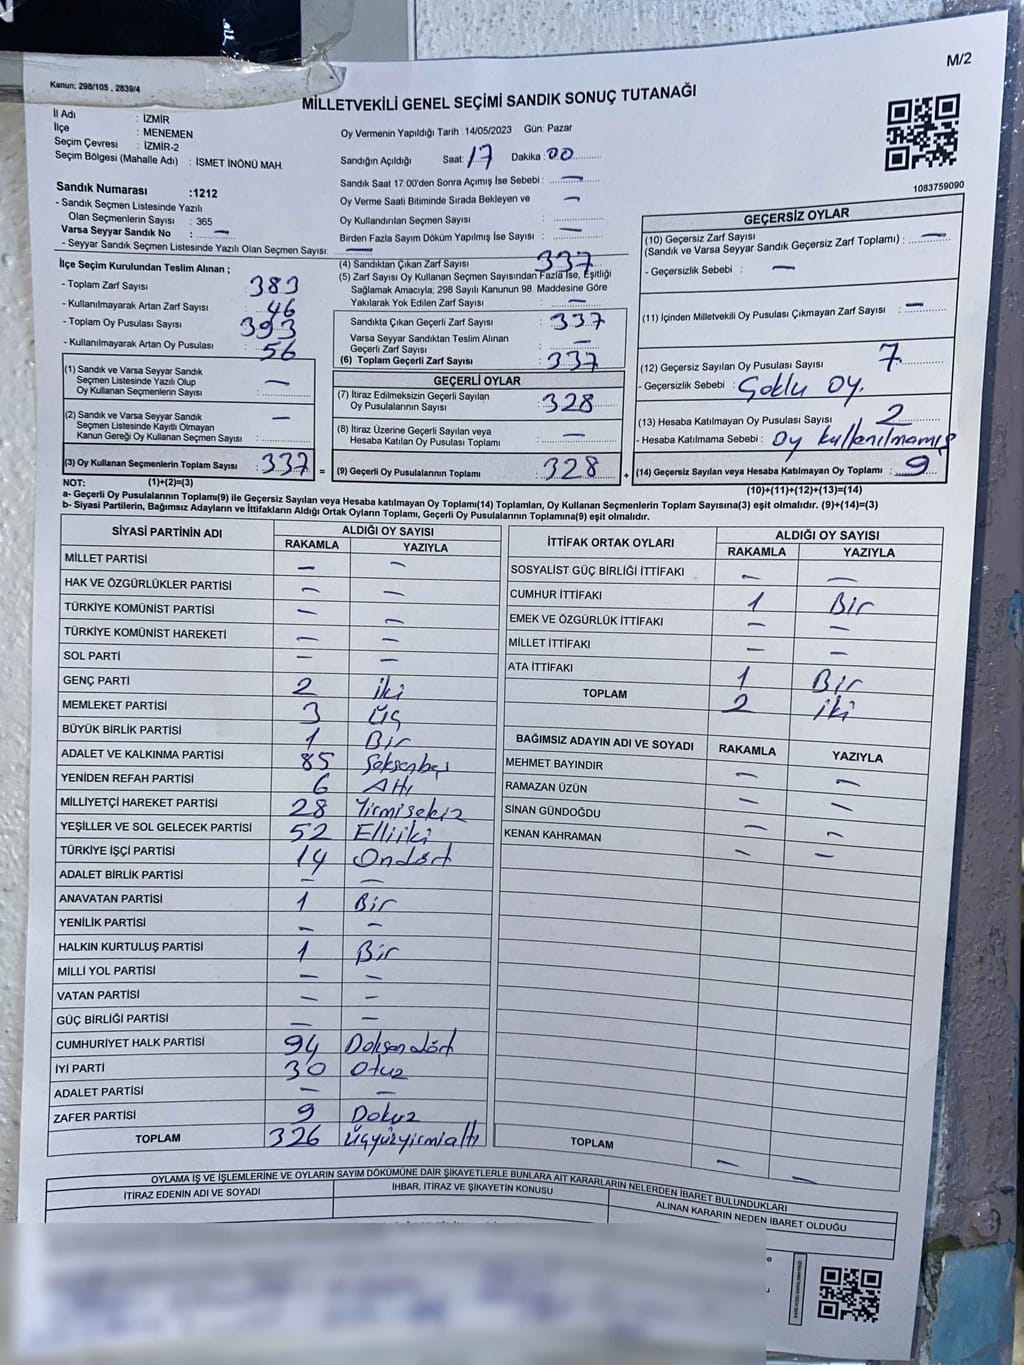 M/2
Kanun: 298/105 , 2839/4
MİLLETVEKİLİ GENEL SEÇİMİ SANDIK SONUÇ TUTANAĞI
İl Adı : İZMİR
İlçe : MENEMEN
Seçim Çevresi : İZMİR-2
Seçim Bölgesi (Mahalle Adı) : İSMET İNÖNÜ MAH.
Sandık Numarası :1212
- Sandık Seçmen Listesinde Yazılı
Olan Seçmenlerin Sayısı : 365
Varsa Seyyar Sandık No : —
- Seyyar Sandık Seçmen Listesinde Yazılı Olan Seçmen Sayısı: —
Oy Vermenin Yapıldığı Tarih : 14/05/2023 Gün: Pazar
Sandığın Açıldığı Saat: 17 Dakika : 00
Sandık Saat 17:00'den Sonra Açımış İse Sebebi : —
Oy Verme Saati Bitiminde Sırada Bekleyen ve —
Oy Kullandırılan Seçmen Sayısı :
Birden Fazla Sayım Döküm Yapılmış İse Sayısı : —
1083759090
İlçe Seçim Kurulundan Teslim Alınan ;
- Toplam Zarf Sayısı 383
- Kullanılmayarak Artan Zarf Sayısı : 46
- Toplam Oy Pusulası Sayısı 393
- Kullanılmayarak Artan Oy Pusulası : 56
(4) Sandıktan Çıkan Zarf Sayısı : 337
(5) Zarf Sayısı Oy Kullanan Seçmen Sayısından Fazla İse, Eşitliği
Sağlamak Amacıyla, 298 Sayılı Kanunun 98. Maddesine Göre
Yakılarak Yok Edilen Zarf Sayısı : —
Sandıkta Çıkan Geçerli Zarf Sayısı : 337
Varsa Seyyar Sandıktan Teslim Alınan
Geçerli Zarf Sayısı : —
(6) Toplam Geçerli Zarf Sayısı : 337
GEÇERSİZ OYLAR
(10) Geçersiz Zarf Sayısı
(Sandık ve Varsa Seyyar Sandık Geçersiz Zarf Toplamı) : —
- Geçersizlik Sebebi : —
(11) İçinden Milletvekili Oy Pusulası Çıkmayan Zarf Sayısı : —
(12) Geçersiz Sayılan Oy Pusulası Sayısı : 7
- Geçersizlik Sebebi : Çoklu Oy.
(13) Hesaba Katılmayan Oy Pusulası Sayısı : 2
- Hesaba Katılmama Sebebi : Oy kullanılmamış
(14) Geçersiz Sayılan veya Hesaba Katılmayan Oy Toplamı : 9
(10)+(11)+(12)+(13)=(14)
(1) Sandık ve Varsa Seyyar Sandık
Seçmen Listesinde Yazılı Olup
Oy Kullanan Seçmenlerin Sayısı : —
(2) Sandık ve Varsa Seyyar Sandık
Seçmen Listesinde Kayıtlı Olmayan
Kanun Gereği Oy Kullanan Seçmen Sayısı : —
(3) Oy Kullanan Seçmenlerin Toplam Sayısı : 337 =
(1)+(2)=(3)
GEÇERLİ OYLAR
(7) İtiraz Edilmeksizin Geçerli Sayılan
Oy Pusulalarının Sayısı : 328
(8) İtiraz Üzerine Geçerli Sayılan veya
Hesaba Katılan Oy Pusulası Toplamı : —
(9) Geçerli Oy Pusulalarının Toplamı : 328 +
NOT:
a- Geçerli Oy Pusulalarının Toplamı(9) ile Geçersiz Sayılan veya Hesaba katılmayan Oy Toplamı(14) Toplamları, Oy Kullanan Seçmenlerin Toplam Sayısına(3) eşit olmalıdır. (9)+(14)=(3)
b- Siyasi Partilerin, Bağımsız Adayların ve İttifakların Aldığı Ortak Oyların Toplamı, Geçerli Oy Pusulalarının Toplamına(9) eşit olmalıdır.
SİYASİ PARTİNİN ADI ALDIĞI OY SAYISI
RAKAMLA YAZIYLA
MİLLET PARTİSİ — —
HAK VE ÖZGÜRLÜKLER PARTİSİ — —
TÜRKİYE KOMÜNİST PARTİSİ — —
TÜRKİYE KOMÜNİST HAREKETİ — —
SOL PARTİ — —
GENÇ PARTİ 2 iki
MEMLEKET PARTİSİ 3 Üç
BÜYÜK BİRLİK PARTİSİ 1 Bir
ADALET VE KALKINMA PARTİSİ 85 Seksenbeş
YENİDEN REFAH PARTİSİ 6 Altı
MİLLİYETÇİ HAREKET PARTİSİ 28 Yirmisekiz
YEŞİLLER VE SOL GELECEK PARTİSİ 52 Elliiki
TÜRKİYE İŞÇİ PARTİSİ 14 Ondört
ADALET BİRLİK PARTİSİ — —
ANAVATAN PARTİSİ 1 Bir
YENİLİK PARTİSİ — —
HALKIN KURTULUŞ PARTİSİ 1 Bir
MİLLİ YOL PARTİSİ — —
VATAN PARTİSİ — —
GÜÇ BİRLİĞİ PARTİSİ — —
CUMHURİYET HALK PARTİSİ 94 Doksandört
İYİ PARTİ 30 Otuz
ADALET PARTİSİ — —
ZAFER PARTİSİ 9 Dokuz
TOPLAM 326 Üçyüzyirmialtı
İTTİFAK ORTAK OYLARI ALDIĞI OY SAYISI
RAKAMLA YAZIYLA
SOSYALİST GÜÇ BİRLİĞİ İTTİFAKI — —
CUMHUR İTTİFAKI 1 Bir
EMEK VE ÖZGÜRLÜK İTTİFAKI — —
MİLLET İTTİFAKI — —
ATA İTTİFAKI 1 Bir
TOPLAM 2 iki
BAĞIMSIZ ADAYIN ADI VE SOYADI RAKAMLA YAZIYLA
MEHMET BAYINDIR — —
RAMAZAN ÜZÜN — —
SİNAN GÜNDOĞDU — —
KENAN KAHRAMAN — —
TOPLAM — —
OYLAMA İŞ VE İŞLEMLERİNE VE OYLARIN SAYIM DÖKÜMÜNE DAİR ŞİKAYETLERLE BUNLARA AİT KARARLARIN NELERDEN İBARET BULUNDUKLARI
İTİRAZ EDENİN ADI VE SOYADI İHBAR, İTİRAZ VE ŞİKAYETİN KONUSU ALINAN KARARIN NEDEN İBARET OLDUĞU